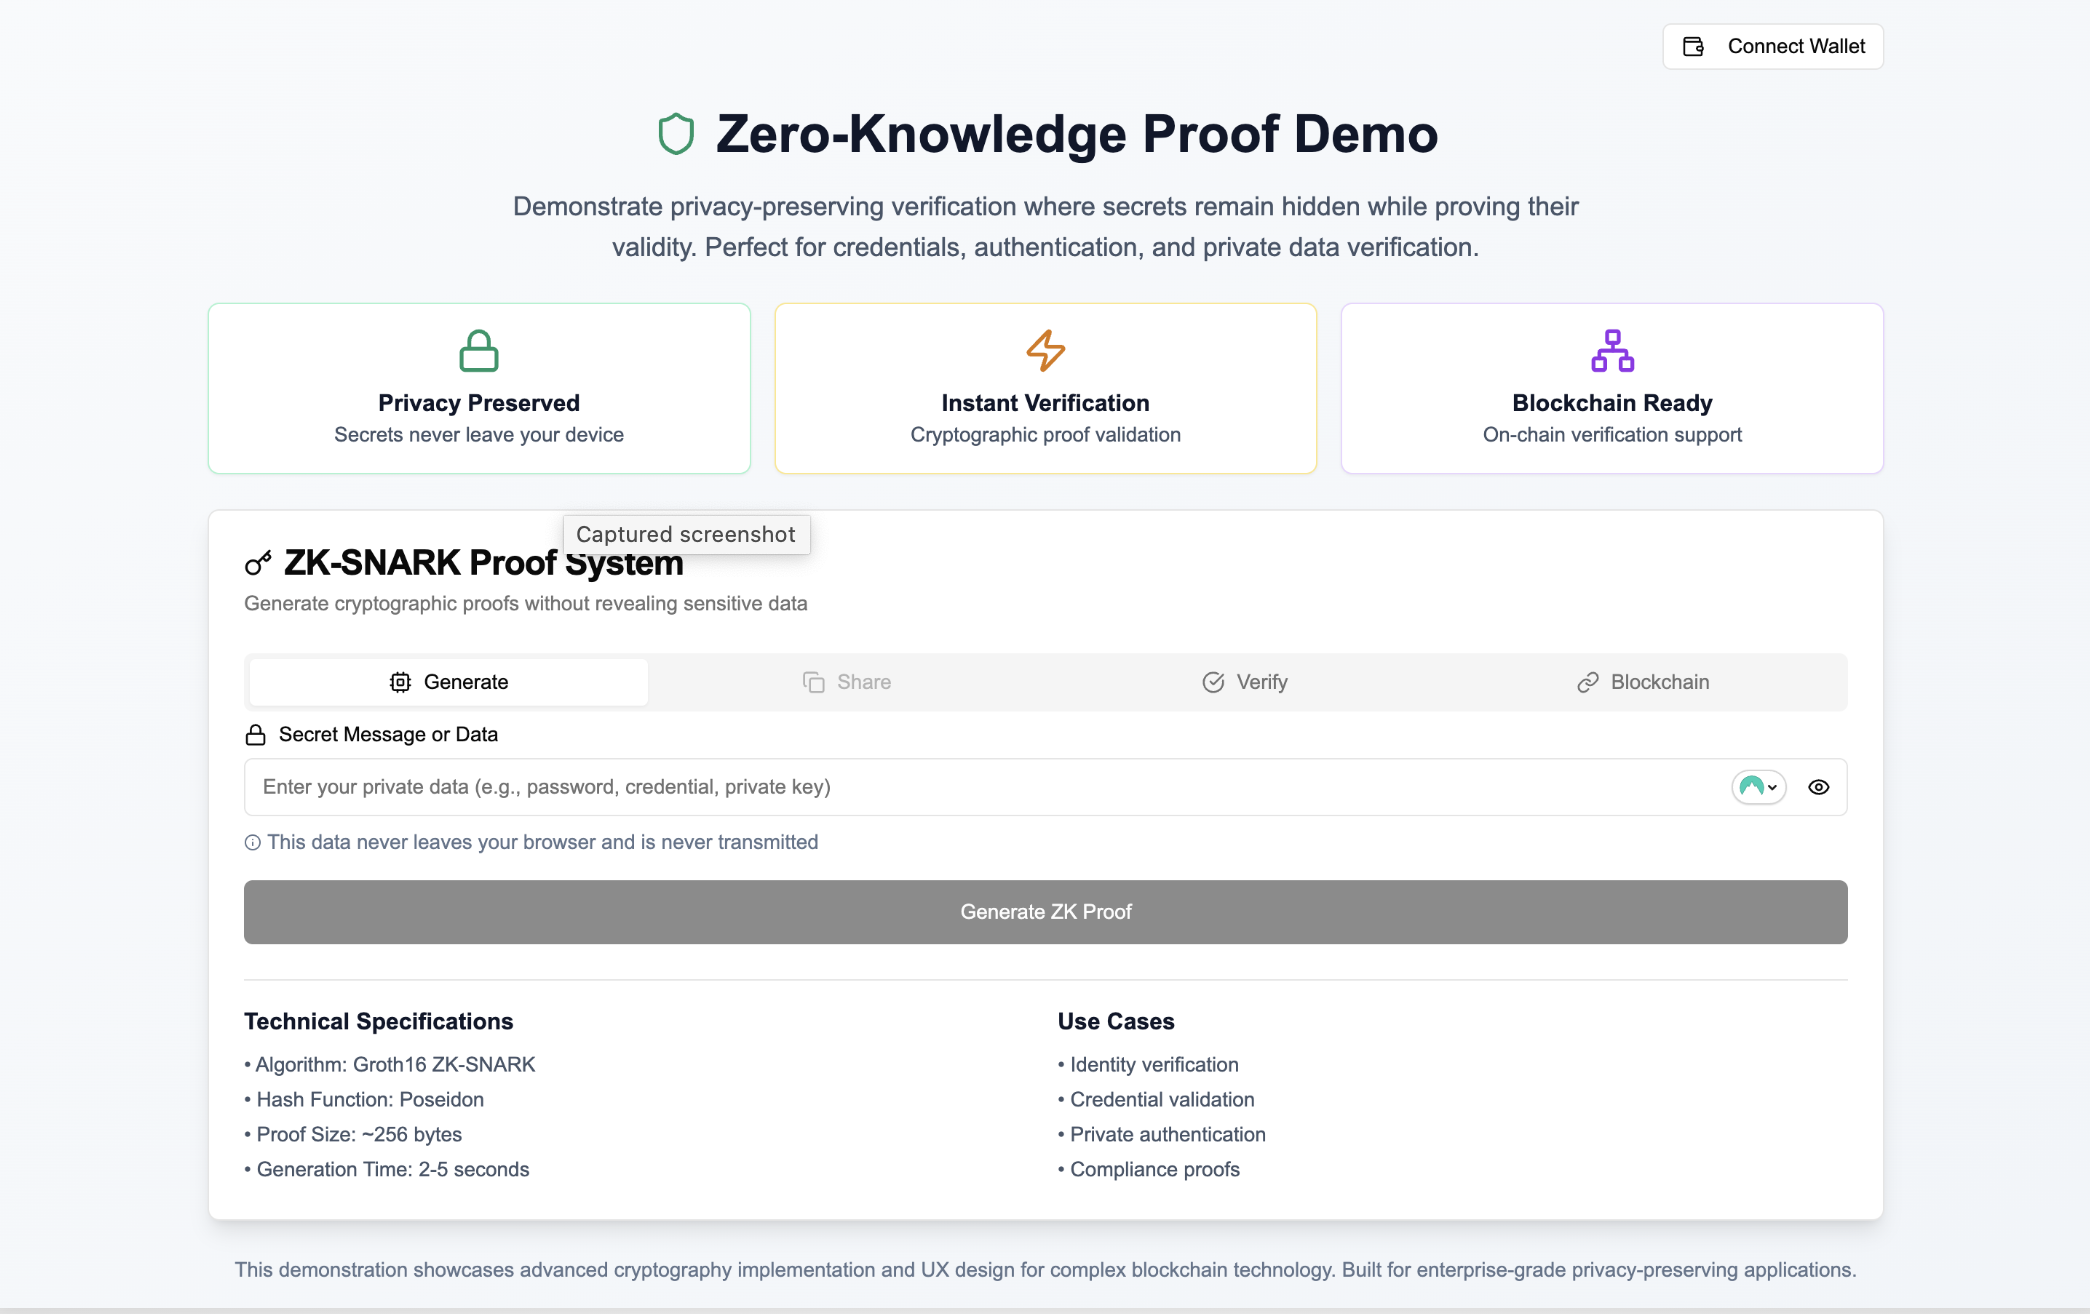 Connect Wallet
Zero-Knowledge Proof Demo
Demonstrate privacy-preserving verification where secrets remain hidden while proving their
validity. Perfect for credentials, authentication, and private data verification.
Privacy Preserved
Secrets never leave your device
Instant Verification
Cryptographic proof validation
Blockchain Ready
On-chain verification support
Captured screenshot
ZK-SNARK Proof System
Generate cryptographic proofs without revealing sensitive data
Generate
Share
Verify
Blockchain
Secret Message or Data
Enter your private data (e.g., password, credential, private key)
This data never leaves your browser and is never transmitted
Generate ZK Proof
Technical Specifications
• Algorithm: Groth16 ZK-SNARK
• Hash Function: Poseidon
• Proof Size: ~256 bytes
• Generation Time: 2-5 seconds
Use Cases
• Identity verification
• Credential validation
• Private authentication
• Compliance proofs
This demonstration showcases advanced cryptography implementation and UX design for complex blockchain technology. Built for enterprise-grade privacy-preserving applications.